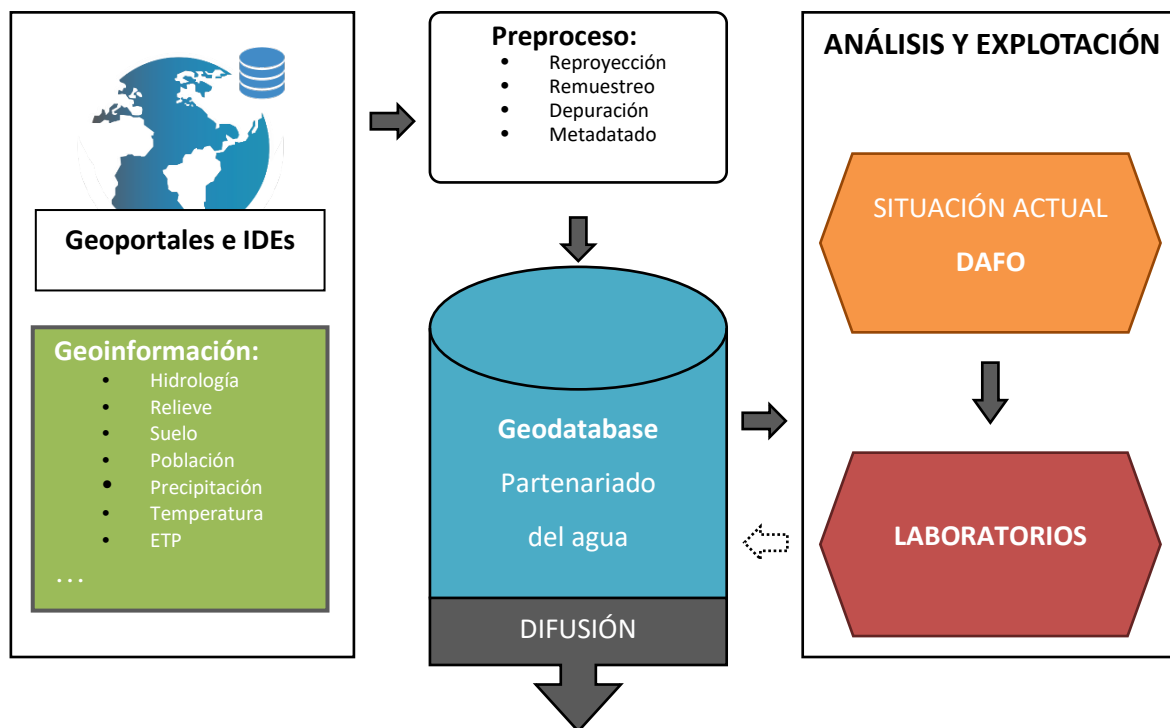 Geoportales e IDEs
Geoinformación:
• Hidrología
• Relieve
• Suelo
• Población
• Precipitación
• Temperatura
• ETP
...
Preproceso:
• Reproyección
• Remuestreo
• Depuración
• Metadatado
Geodatabase
Partenariado
del agua
DIFUSIÓN
ANÁLISIS Y EXPLOTACIÓN
SITUACIÓN ACTUAL
DAFO
LABORATORIOS